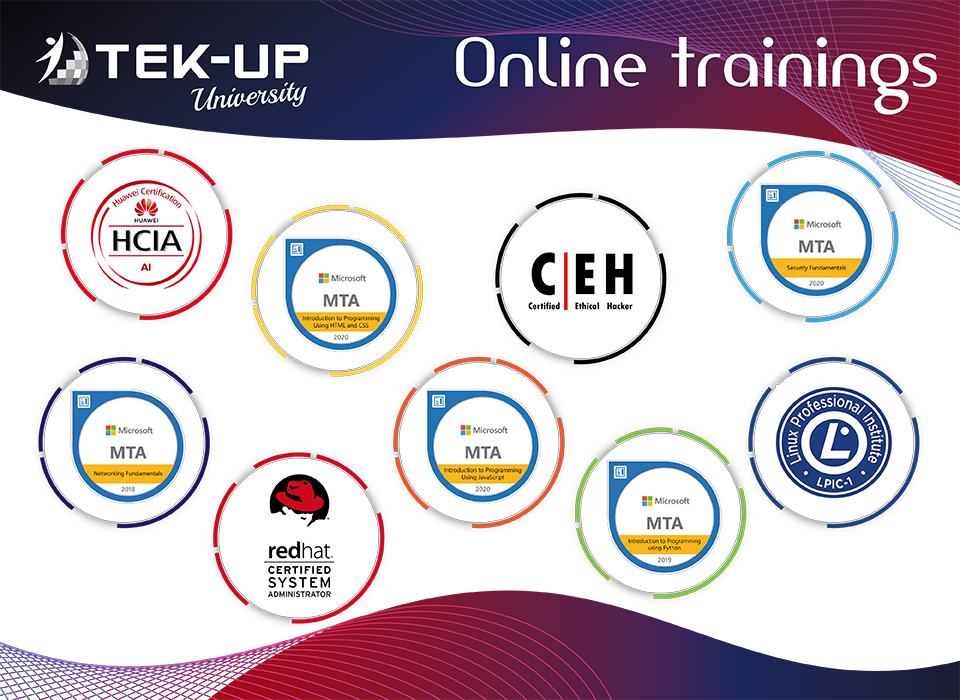 TEK-UP
University
Online trainings
Huawei Certification
HUAWEI
HCIA
AI
Microsoft
MTA
Introduction to Programming
Using HTML and CSS
2020
C|EH
Certified Ethical Hacker
Microsoft
MTA
Security Fundamentals
2020
Microsoft
MTA
Networking Fundamentals
2018
redhat.
CERTIFIED
SYSTEM
ADMINISTRATOR
Microsoft
MTA
Introduction to Programming
Using JavaScript
2020
Microsoft
MTA
Introduction to Programming
using Python
2019
Linux Professional Institute
L
LPIC-1